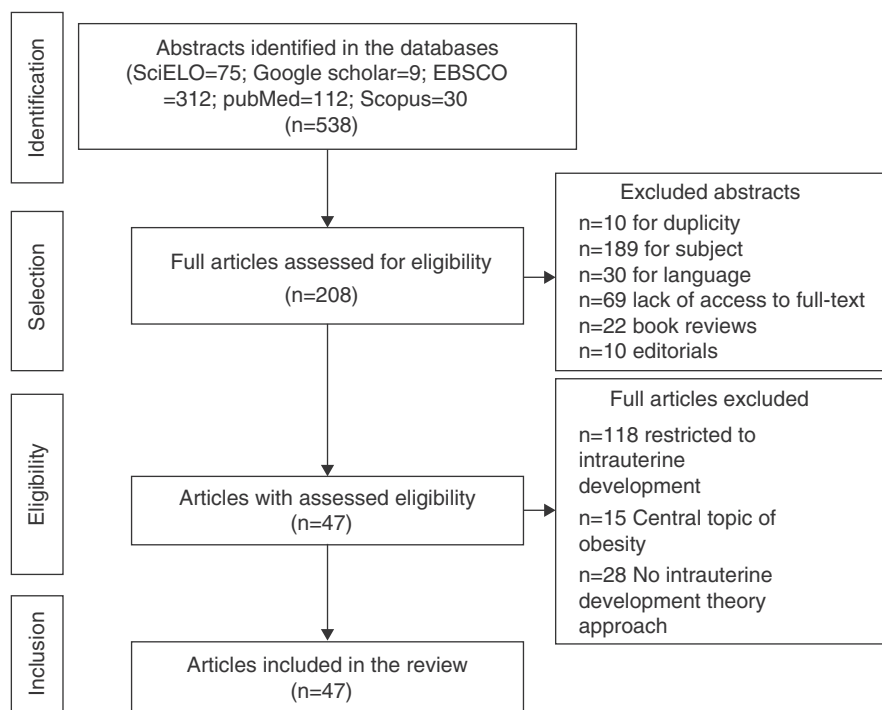 Identification
Abstracts identified in the databases
(SciELO=75; Google scholar=9; EBSCO
=312; pubMed=112; Scopus=30
(n=538)
Selection
Full articles assessed for eligibility
(n=208)
Excluded abstracts
n=10 for duplicity
n=189 for subject
n=30 for language
n=69 lack of access to full-text
n=22 book reviews
n=10 editorials
Eligibility
Articles with assessed eligibility
(n=47)
Full articles excluded
n=118 restricted to
intrauterine
development
n=15 Central topic of
obesity
n=28 No intrauterine
development theory
approach
Inclusion
Articles included in the review
(n=47)